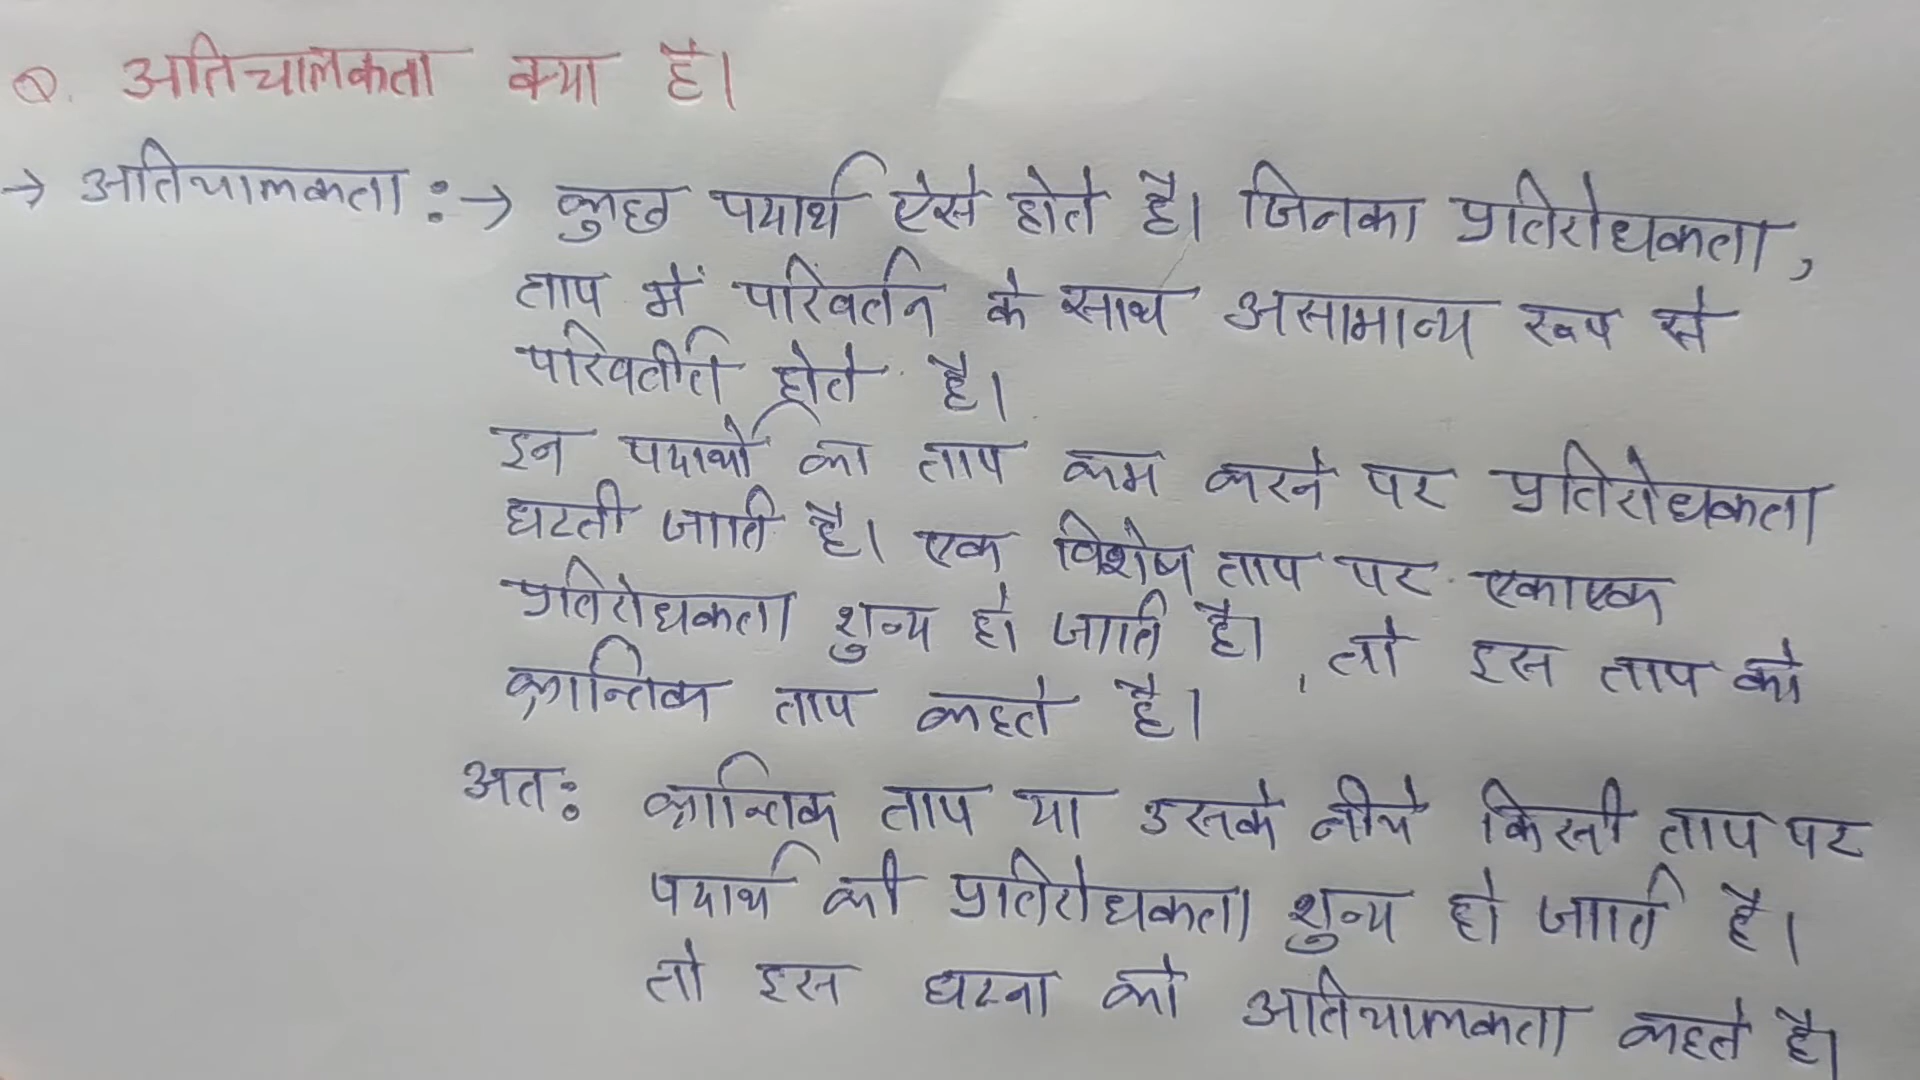 Q. अतिचालकता क्या है।
→ अतिचालकता :→ कुछ पदार्थ ऐसे होते है। जिनका प्रतिरोधकता,
ताप में परिवर्तन के साथ असामान्य रूप से
परिवर्तीत होते है।
इन पदार्थो का ताप कम करने पर प्रतिरोधकता
घटती जाति है। एक विशेष ताप पर एकाएक
प्रतिरोधकता शुन्य हो जाति है। , तो इस ताप को
क्रान्तिक ताप कहते है।
अतः क्रान्तिक ताप या उसके नीचे किसी ताप पर
पदार्थ की प्रतिरोधकता शुन्य हो जाति है।
तो इस घटना को अतिचालकता कहते है।